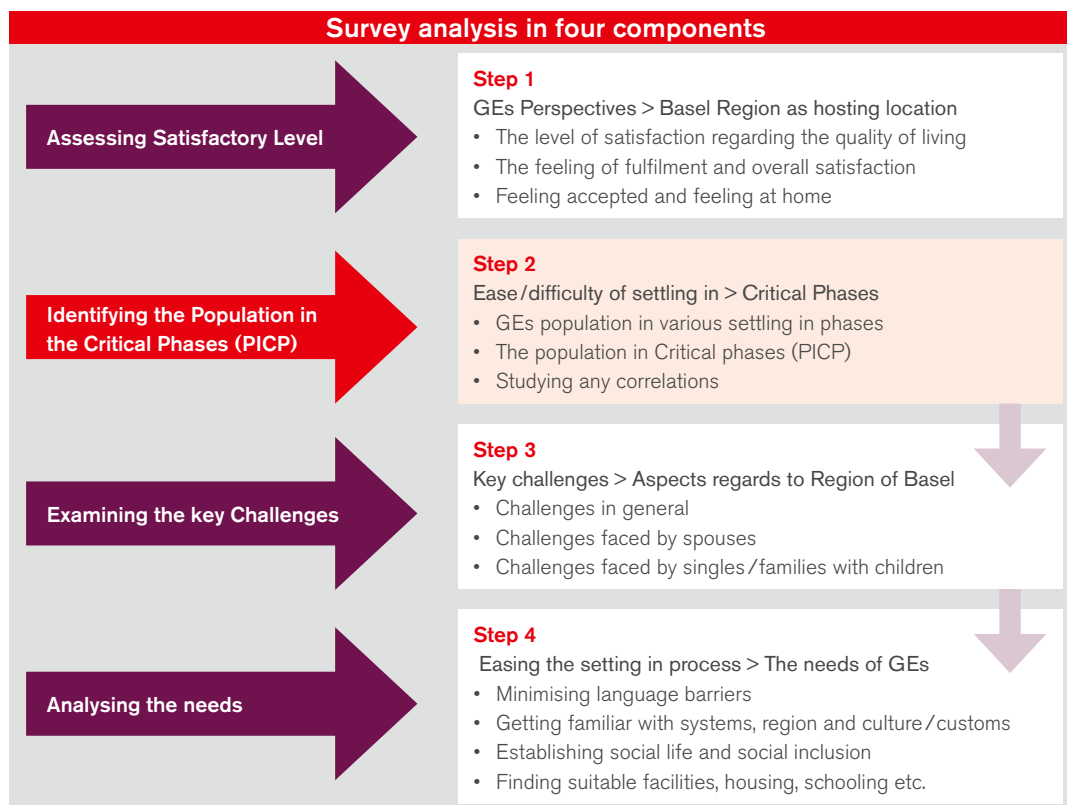 Survey analysis in four components
Assessing Satisfactory Level
Step 1
GEs Perspectives > Basel Region as hosting location
• The level of satisfaction regarding the quality of living
• The feeling of fulfilment and overall satisfaction
• Feeling accepted and feeling at home
Identifying the Population in
the Critical Phases (PICP)
Step 2
Ease/difficulty of settling in > Critical Phases
• GEs population in various settling in phases
• The population in Critical phases (PICP)
• Studying any correlations
Examining the key Challenges
Step 3
Key challenges > Aspects regards to Region of Basel
• Challenges in general
• Challenges faced by spouses
• Challenges faced by singles/families with children
Analysing the needs
Step 4
Easing the setting in process > The needs of GEs
• Minimising language barriers
• Getting familiar with systems, region and culture/customs
• Establishing social life and social inclusion
• Finding suitable facilities, housing, schooling etc.